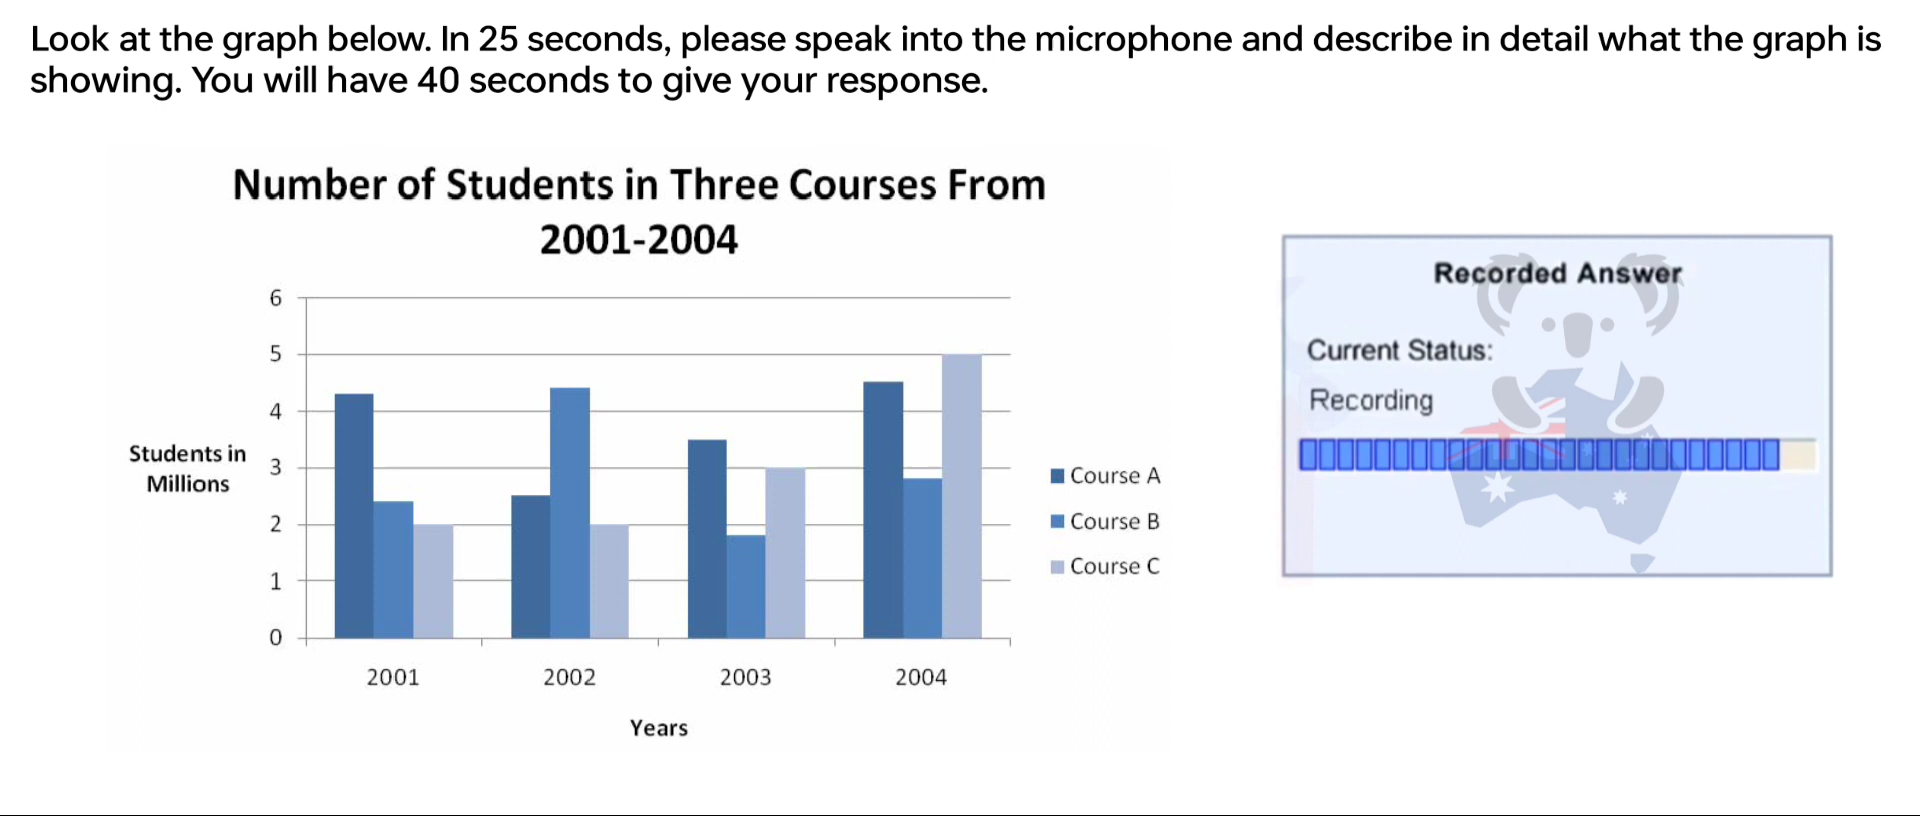 Look at the graph below. In 25 seconds, please speak into the microphone and describe in detail what the graph is
showing. You will have 40 seconds to give your response.
Number of Students in Three Courses From
2001-2004
6
5
4
3
2
1
0
Students in
Millions
2001
2002
2003
2004
Years
Course A
Course B
Course C
Recorded Answer
Current Status:
Recording